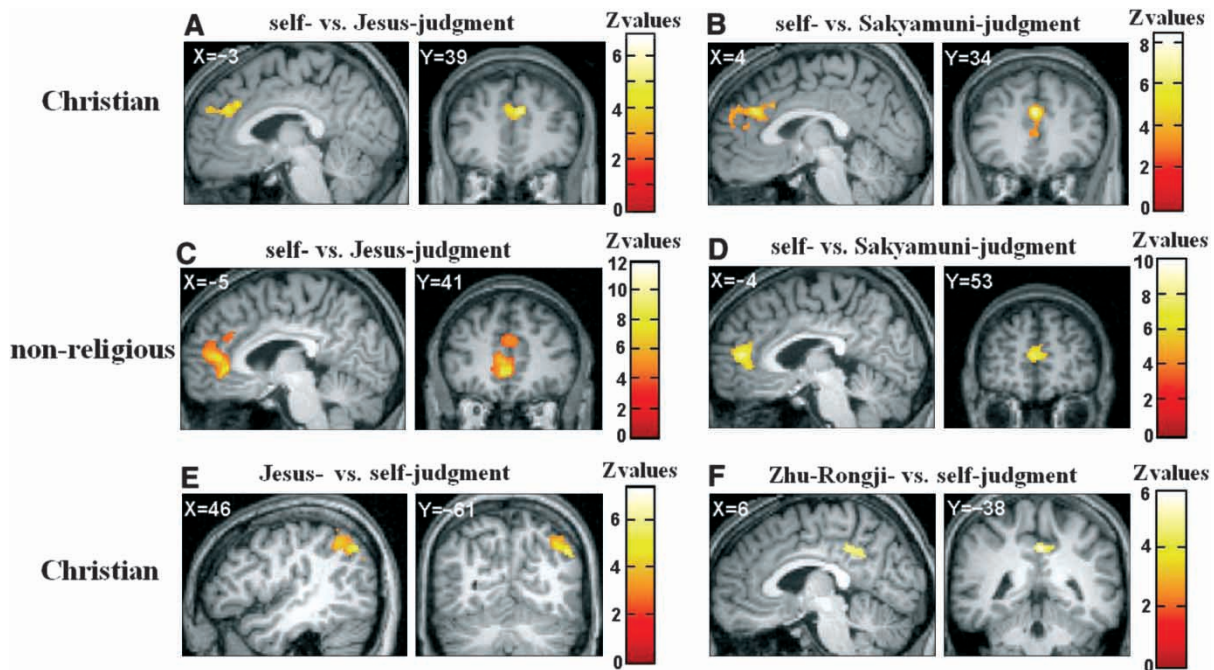 A self- vs. Jesus-judgment Zvalues
B self- vs. Sakyamuni-judgment Zvalues
Christian
X=-3
Y=39
6
4
2
0
X=4
Y=34
8
6
4
2
0
C self- vs. Jesus-judgment Zvalues
D self- vs. Sakyamuni-judgment Zvalues
non-religious
X=-5
Y=41
12
10
8
6
4
2
0
X=-4
Y=53
10
8
6
4
2
0
E Jesus- vs. self-judgment Zvalues
F Zhu-Rongji- vs. self-judgment Zvalues
Christian
X=46
Y=-61
6
4
2
0
X=6
Y=-38
6
4
2
0